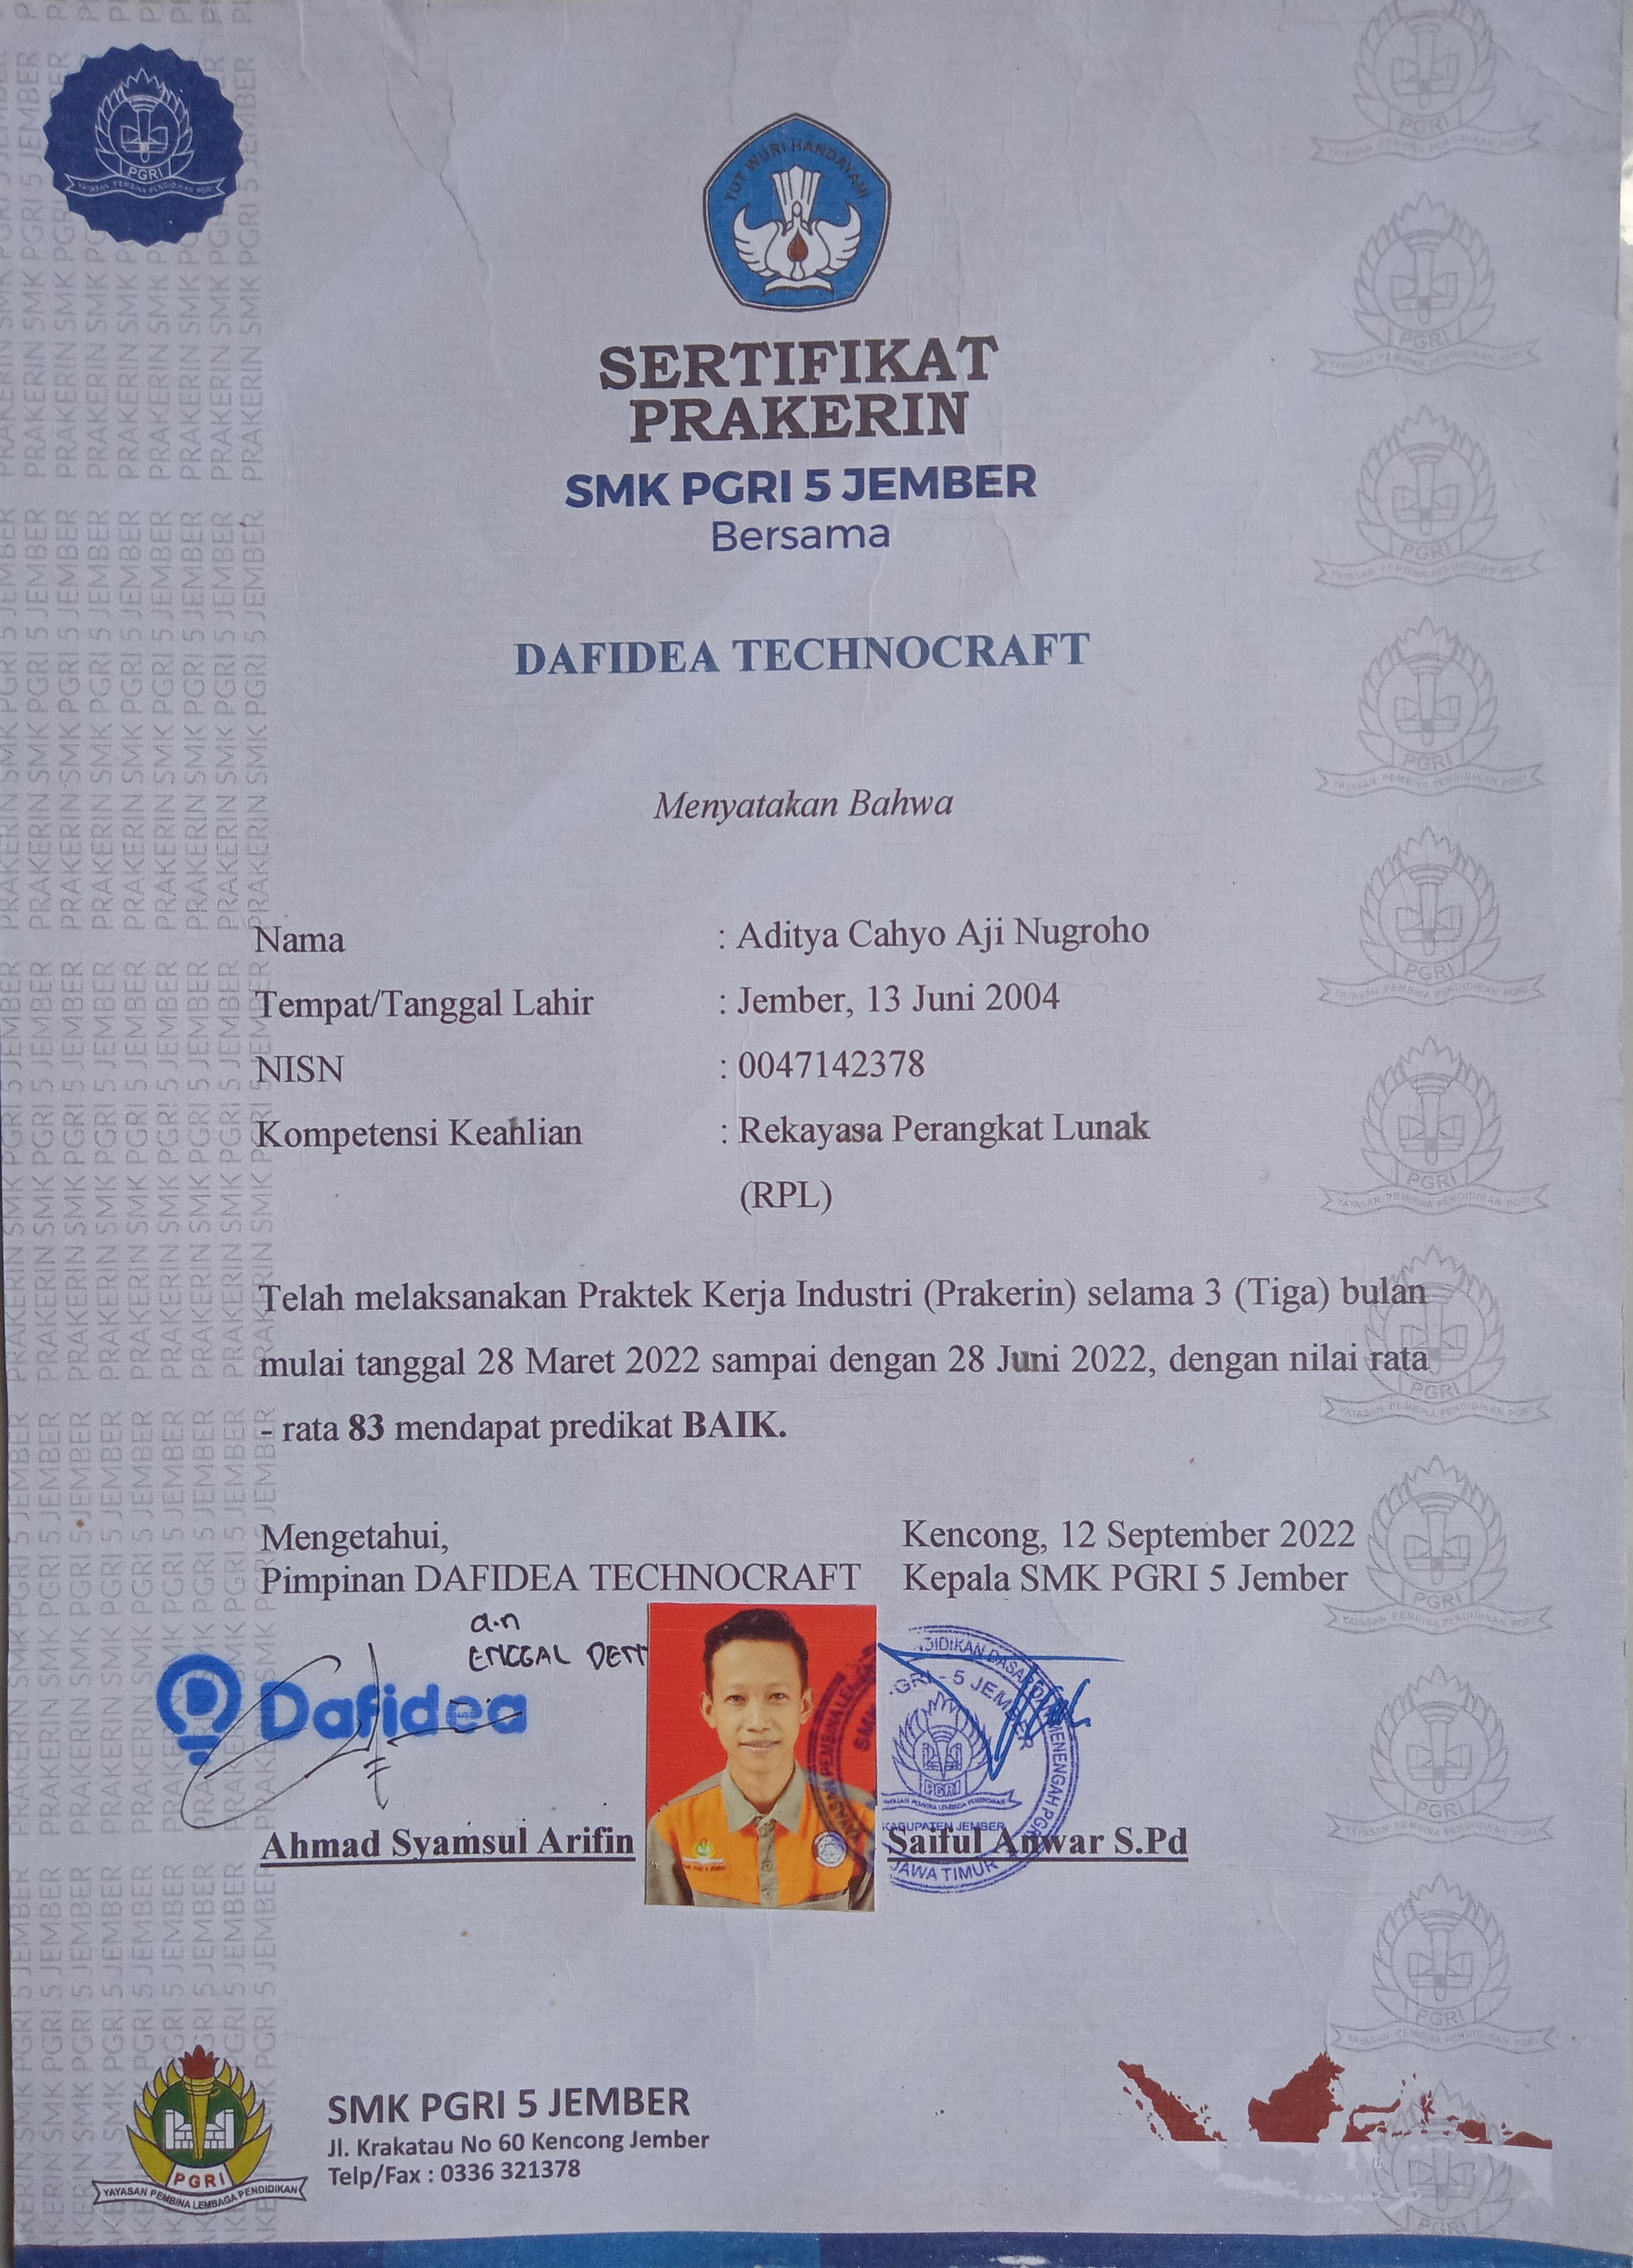 PGRI
YAYASAN PEMBINA PENDIDIKAN PGRI
TUT WURI HANDAYANI
SERTIFIKAT
PRAKERIN
SMK PGRI 5 JEMBER
Bersama
DAFIDEA TECHNOCRAFT
Menyatakan Bahwa
Nama : Aditya Cahyo Aji Nugroho
Tempat/Tanggal Lahir : Jember, 13 Juni 2004
NISN : 0047142378
Kompetensi Keahlian : Rekayasa Perangkat Lunak
(RPL)
Telah melaksanakan Praktek Kerja Industri (Prakerin) selama 3 (Tiga) bulan
mulai tanggal 28 Maret 2022 sampai dengan 28 Juni 2022, dengan nilai rata
- rata 83 mendapat predikat BAIK.
Mengetahui, Kencong, 12 September 2022
Pimpinan DAFIDEA TECHNOCRAFT Kepala SMK PGRI 5 Jember
a.n
ENGGAL
Dafidea
PGRI - 5 JEMBER
PGRI
KABUPATEN JEMBER
JAWA TIMUR
Ahmad Syamsul Arifin Saiful Anwar S.Pd
PGRI
YAYASAN PEMBINA LEMBAGA PENDIDIKAN
SMK PGRI 5 JEMBER
Jl. Krakatau No 60 Kencong Jember
Telp/Fax : 0336 321378
PRAKERIN SMK PGRI 5 JEMBER